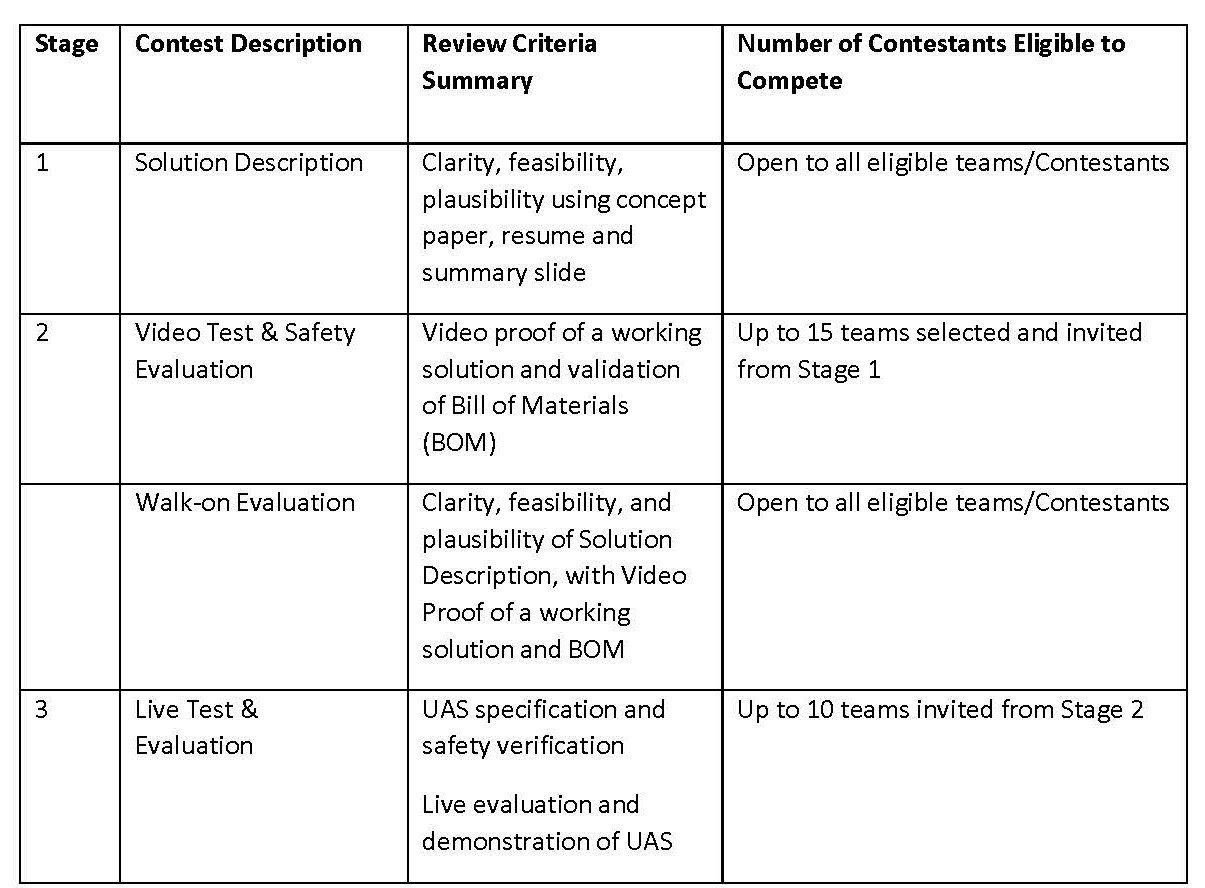 Stage
Contest Description
Review Criteria
Summary
Number of Contestants Eligible to
Compete
1
Solution Description
Clarity, feasibility,
plausibility using concept
paper, resume and
summary slide
Open to all eligible teams/Contestants
2
Video Test & Safety
Evaluation
Video proof of a working
solution and validation
of Bill of Materials
(BOM)
Up to 15 teams selected and invited
from Stage 1
Walk-on Evaluation
Clarity, feasibility, and
plausibility of Solution
Description, with Video
Proof of a working
solution and BOM
Open to all eligible teams/Contestants
3
Live Test &
Evaluation
UAS specification and
safety verification
Live evaluation and
demonstration of UAS
Up to 10 teams invited from Stage 2